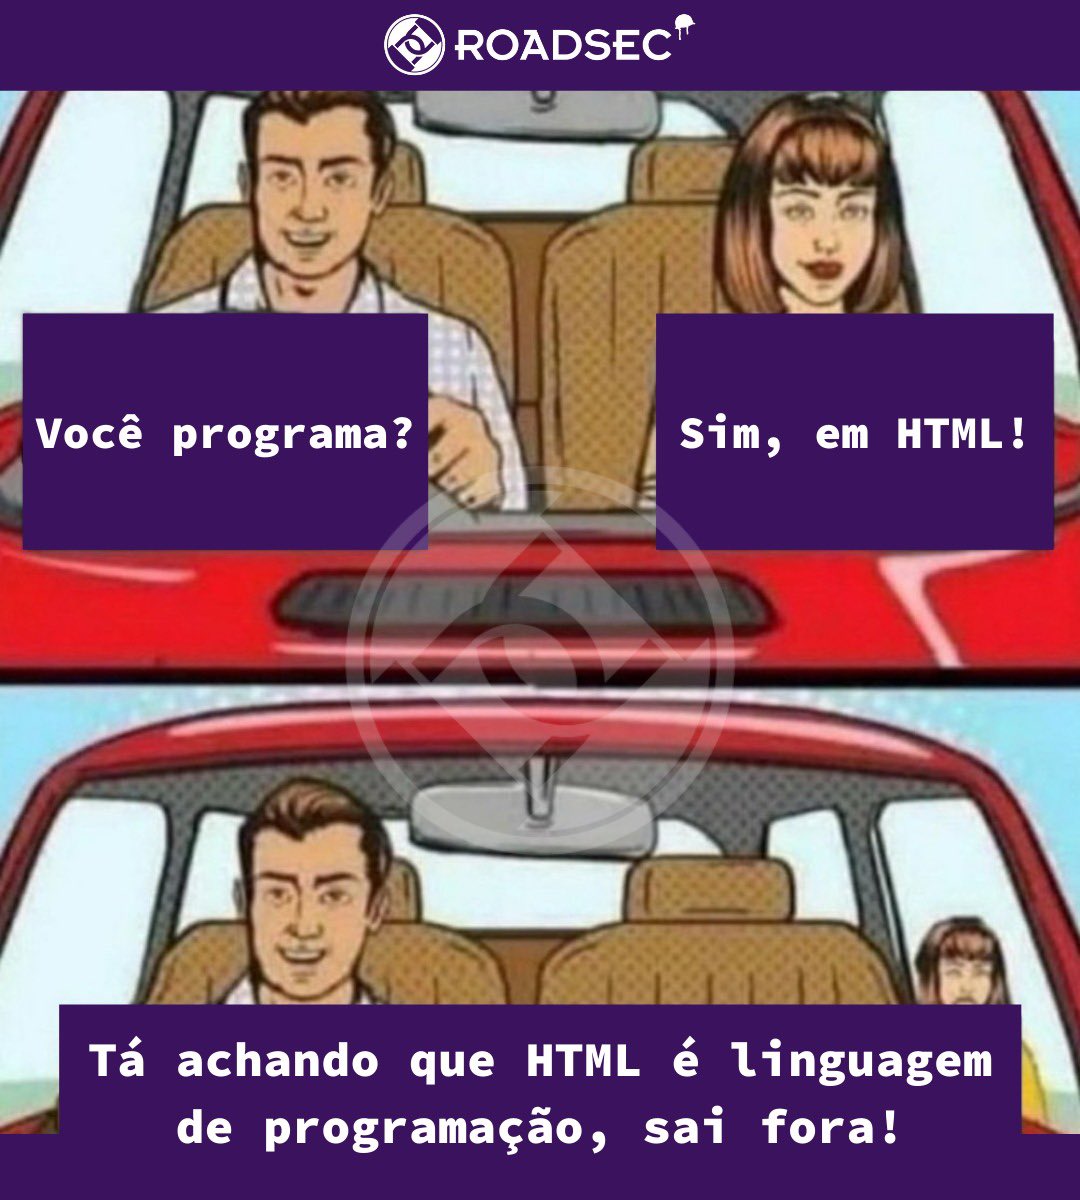 ROADSEC
Você programa?
Sim, em HTML!
Tá achando que HTML é linguagem
de programação, sai fora!